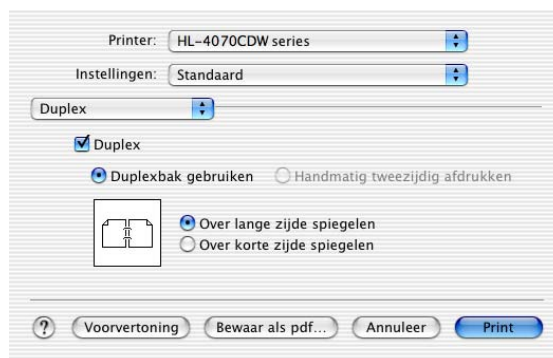 Printer: HL-4070CDW series
Instellingen: Standaard
Duplex
Duplex
Duplexbak gebruiken Handmatig tweezijdig afdrukken
Over lange zijde spiegelen
Over korte zijde spiegelen
? Voorvertoning Bewaar als pdf... Annuleer Print